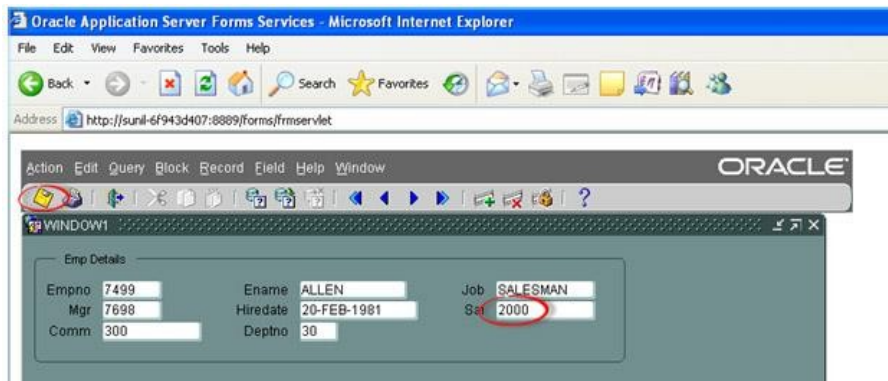 Oracle Application Server Forms Services - Microsoft Internet Explorer
File Edit View Favorites Tools Help
Back Search Favorites
Address http://sunil-6f943d407:8889/forms/frmservlet
Action Edit Query Block Record Field Help Window ORACLE
WINDOW1
Emp Details
Empno 7499 Ename ALLEN Job SALESMAN
Mgr 7698 Hiredate 20-FEB-1981 Sal 2000
Comm 300 Deptno 30